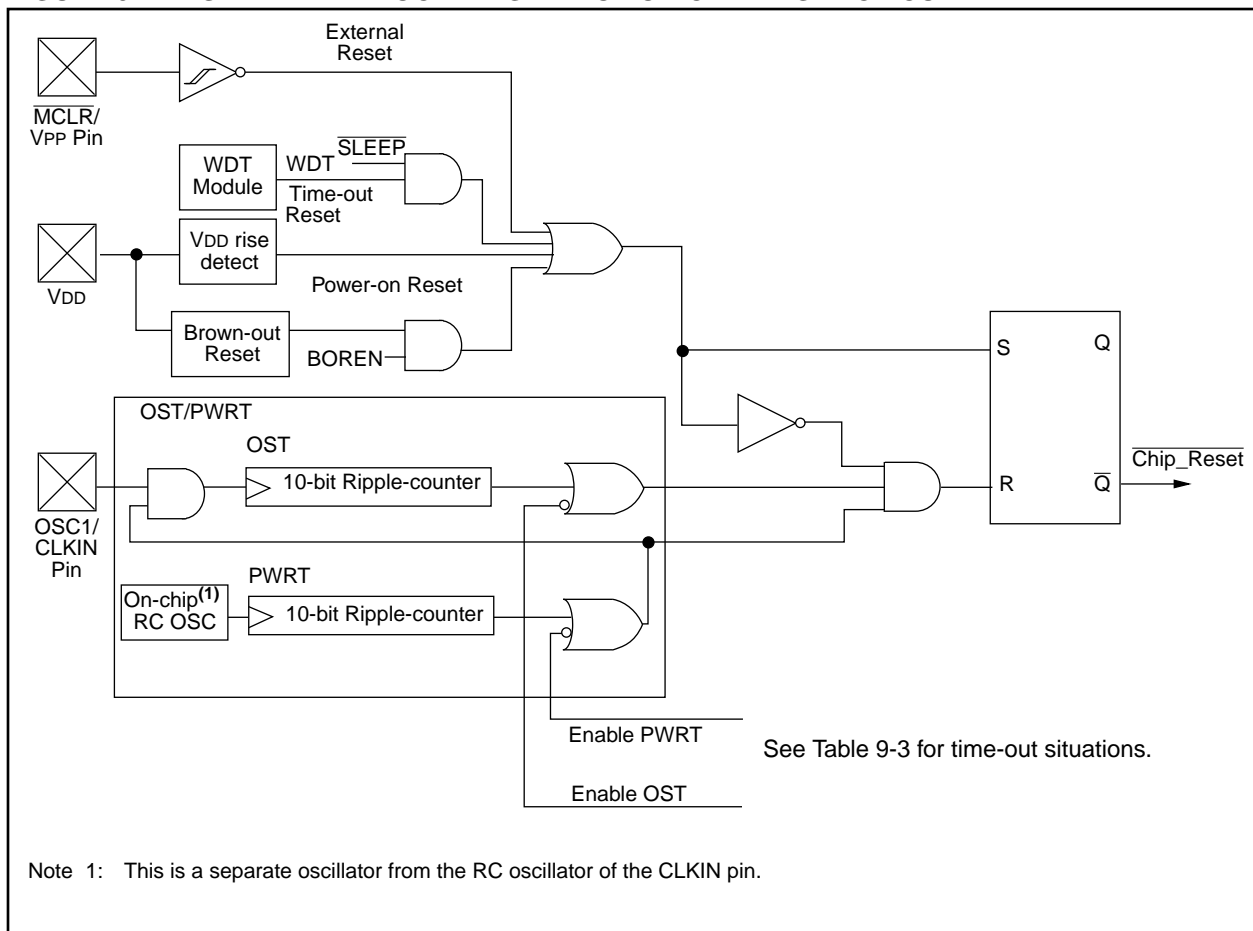 External
Reset
M̅C̅L̅R̅/
VPP Pin
S̅L̅E̅E̅P̅
WDT
Module
WDT
Time-out
Reset
VDD rise
detect
VDD
Power-on Reset
Brown-out
Reset
BOREN
S
Q
OST/PWRT
OST
10-bit Ripple-counter
OSC1/
CLKIN
Pin
R
Q̅
C̅h̅i̅p̅_̅R̅e̅s̅e̅t̅
PWRT
On-chip(1)
RC OSC
10-bit Ripple-counter
Enable PWRT
See Table 9-3 for time-out situations.
Enable OST
Note 1: This is a separate oscillator from the RC oscillator of the CLKIN pin.